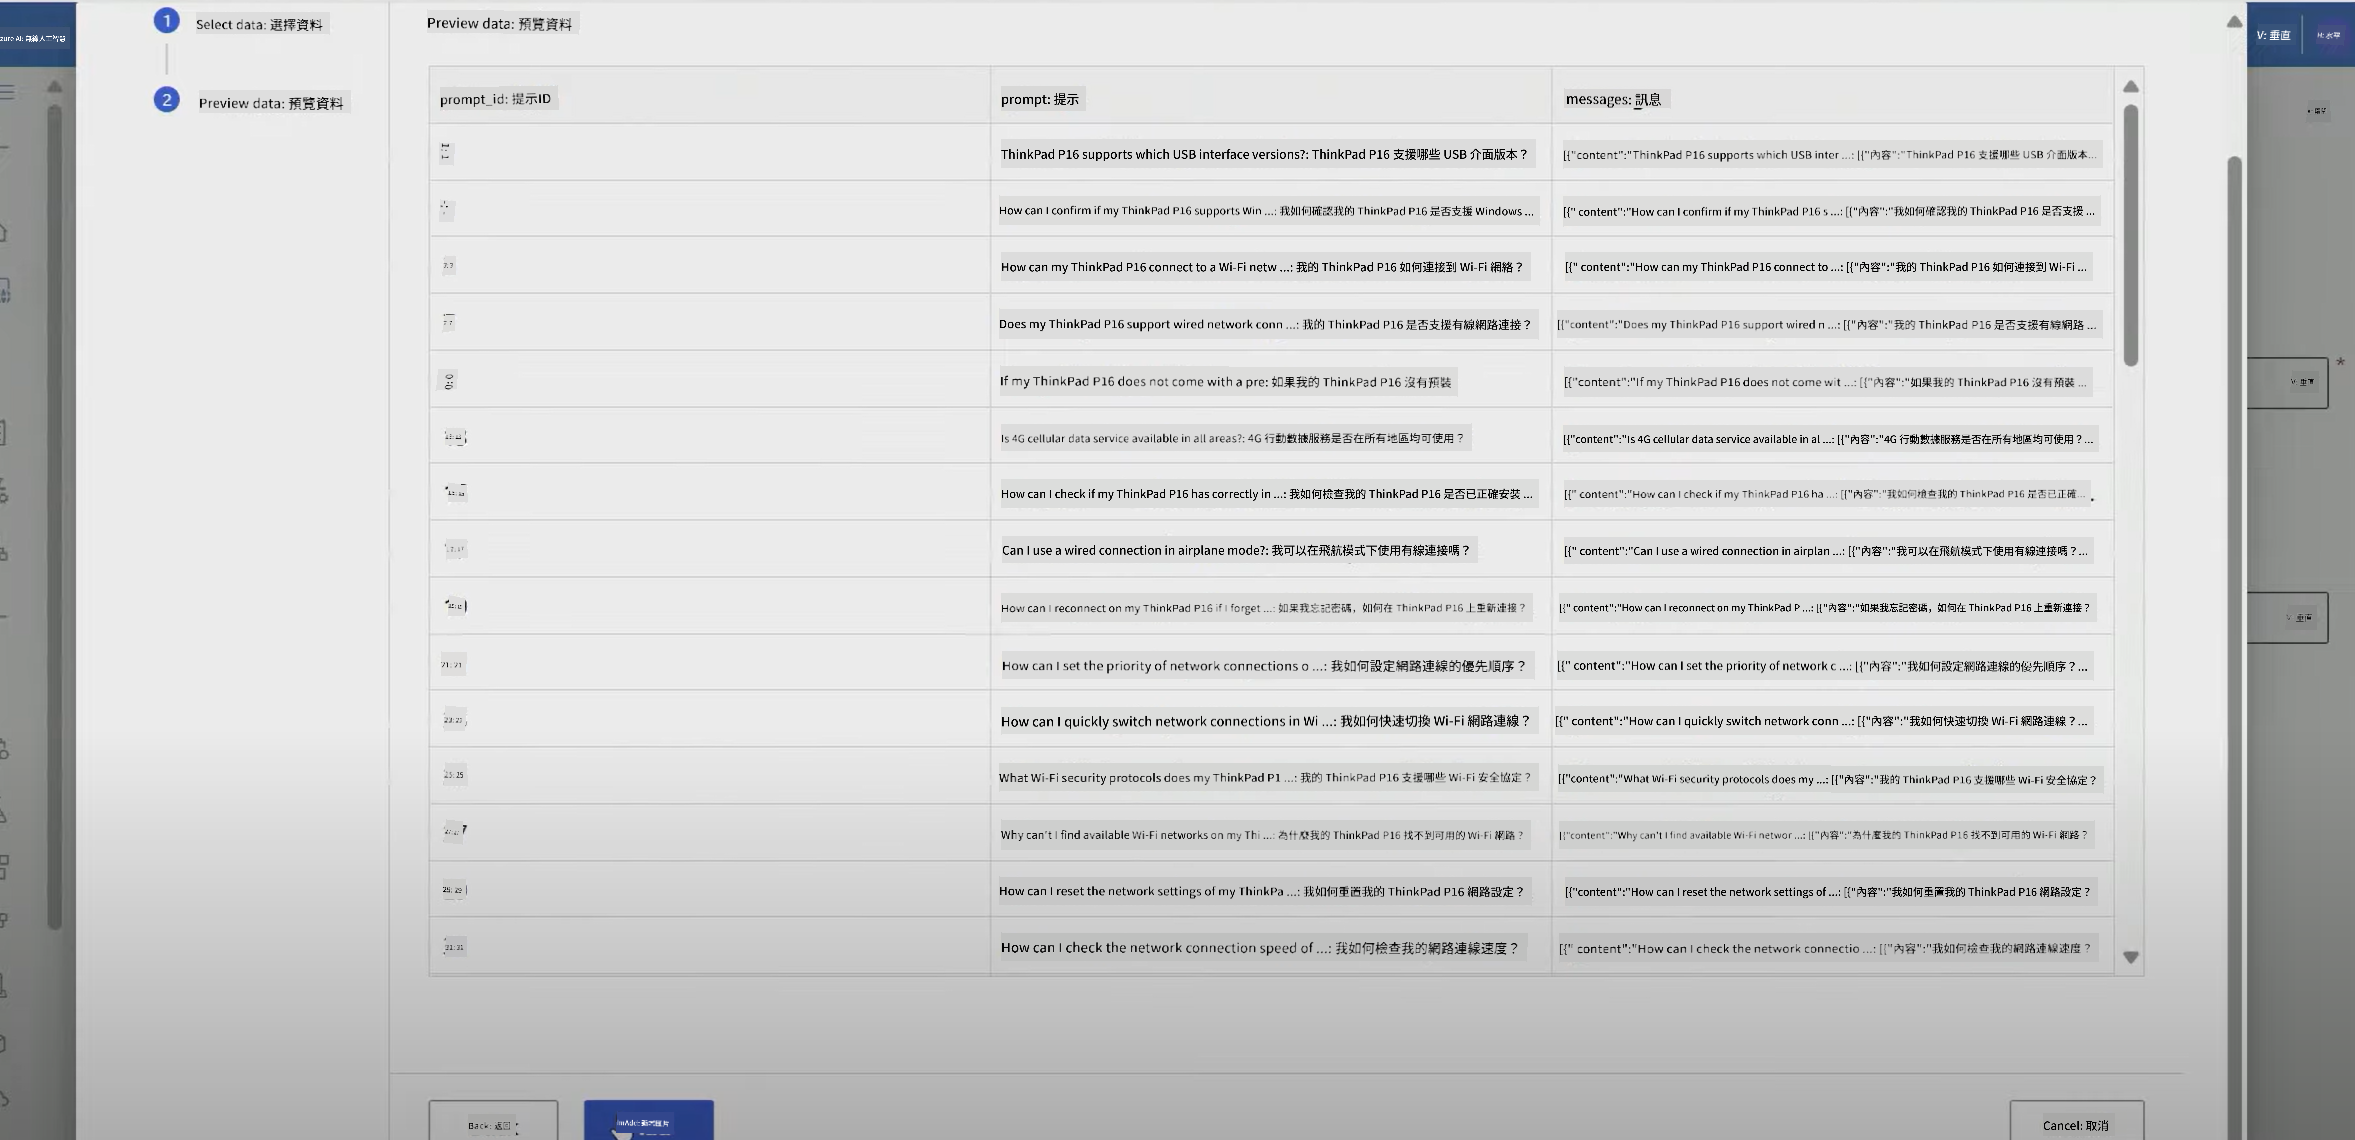 Select data: 選擇資料
Preview data: 預覽資料
Preview data: 預覽資料
V: 垂直
prompt_id: 提示ID
prompt: 提示
messages: 訊息
ThinkPad P16 supports which USB interface versions?: ThinkPad P16 支援哪些 USB 介面版本？
[{"content":"ThinkPad P16 supports which USB inter ...: [{"內容":"ThinkPad P16 支援哪些 USB 介面版本...
How can I confirm if my ThinkPad P16 supports Win ...: 我如何確認我的 ThinkPad P16 是否支援 Windows ...
[{" content":"How can I confirm if my ThinkPad P16 s ...: [{"內容":"我如何確認我的 ThinkPad P16 是否支援 ...
How can my ThinkPad P16 connect to a Wi-Fi netw ...: 我的 ThinkPad P16 如何連接到 Wi-Fi 網絡？
[{" content":"How can my ThinkPad P16 connect to ...: [{"內容":"我的 ThinkPad P16 如何連接到 Wi-Fi ...
Does my ThinkPad P16 support wired network conn ...: 我的 ThinkPad P16 是否支援有線網路連接？
[{"content":"Does my ThinkPad P16 support wired n ...: [{"內容":"我的 ThinkPad P16 是否支援有線網路 ...
If my ThinkPad P16 does not come with a pre: 如果我的 ThinkPad P16 沒有預裝
[{"content":"If my ThinkPad P16 does not come wit ...: [{"內容":"如果我的 ThinkPad P16 沒有預裝 ...
Is 4G cellular data service available in all areas?: 4G 行動數據服務是否在所有地區均可使用？
[{"content":"Is 4G cellular data service available in al ...: [{"內容":"4G 行動數據服務是否在所有地區均可使用？...
How can I check if my ThinkPad P16 has correctly in ...: 我如何檢查我的 ThinkPad P16 是否已正確安裝 ...
[{" content":"How can I check if my ThinkPad P16 ha ...: [{"內容":"我如何檢查我的 ThinkPad P16 是否已正確...
Can I use a wired connection in airplane mode?: 我可以在飛航模式下使用有線連接嗎？
[{" content":"Can I use a wired connection in airplan ...: [{"內容":"我可以在飛航模式下使用有線連接嗎？...
How can I reconnect on my ThinkPad P16 if I forget ...: 如果我忘記密碼，如何在 ThinkPad P16 上重新連接？
[{" content":"How can I reconnect on my ThinkPad P ...: [{"內容":"如果我忘記密碼，如何在 ThinkPad P16 上重新連接？
21: 21
How can I set the priority of network connections o ...: 我如何設定網路連線的優先順序？
[{" content":"How can I set the priority of network c ...: [{"內容":"我如何設定網路連線的優先順序？...
23: 23
How can I quickly switch network connections in Wi ...: 我如何快速切換 Wi-Fi 網路連線？
[{" content":"How can I quickly switch network conn ...: [{"內容":"我如何快速切換 Wi-Fi 網路連線？...
25: 25
What Wi-Fi security protocols does my ThinkPad P1 ...: 我的 ThinkPad P16 支援哪些 Wi-Fi 安全協定？
[{"content":"What Wi-Fi security protocols does my ...: [{"內容":"我的 ThinkPad P16 支援哪些 Wi-Fi 安全協定？
Why can't I find available Wi-Fi networks on my Thi ...: 為什麼我的 ThinkPad P16 找不到可用的 Wi-Fi 網路？
[{"content":"Why can't I find available Wi-Fi networ ...: [{"內容":"為什麼我的 ThinkPad P16 找不到可用的 Wi-Fi 網路？
29: 29
How can I reset the network settings of my ThinkPa ...: 我如何重置我的 ThinkPad P16 網路設定？
[{"content":"How can I reset the network settings of ...: [{"內容":"我如何重置我的 ThinkPad P16 網路設定？
31: 31
How can I check the network connection speed of ...: 我如何檢查我的網路連線速度？
[{" content":"How can I check the network connectio ...: [{"內容":"我如何檢查我的網路連線速度？
V: 垂直
V: 垂直
Back: 返回
Cancel: 取消